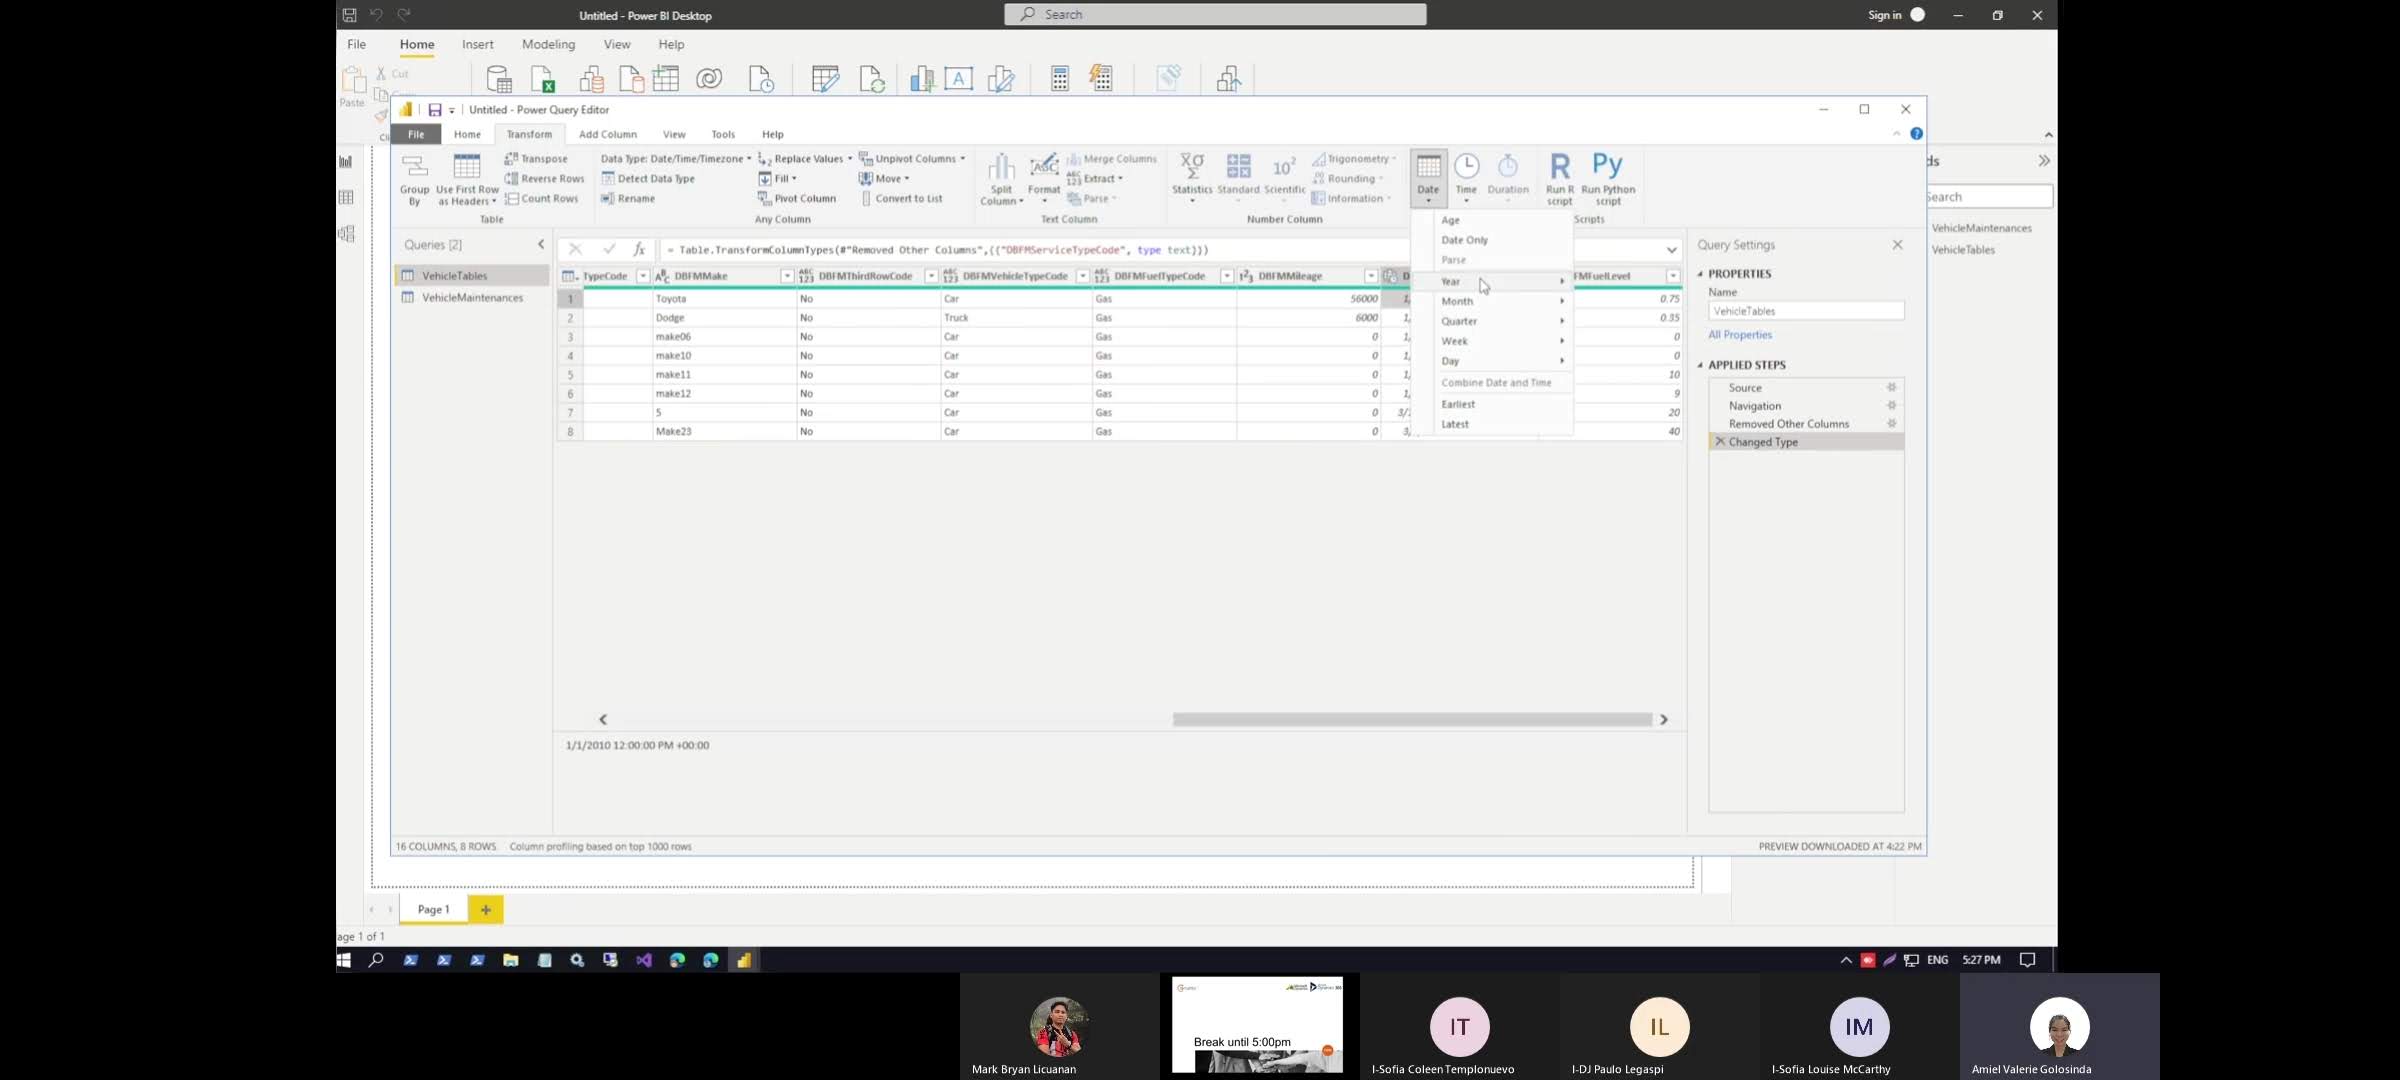 Untitled - Power BI Desktop
Search
Sign in
File Home Insert Modeling View Help
Cut
Paste
Untitled - Power Query Editor
File Home Transform Add Column View Tools Help
Group By
Use First Row as Headers
Transpose
Reverse Rows
Count Rows
Table
Data Type: Date/Time/Timezone
Detect Data Type
Rename
Replace Values
Fill
Pivot Column
Unpivot Columns
Move
Convert to List
Any Column
Split Column
Format
Merge Columns
Extract
Parse
Text Column
Statistics
Standard
Scientific
Trigonometry
Rounding
Information
Number Column
Date
Time
Duration
Run R script
Run Python script
Scripts
Age
Date Only
Parse
Year
Month
Quarter
Week
Day
Combine Date and Time
Earliest
Latest
Queries [2]
VehicleTables
VehicleMaintenances
= Table.TransformColumnTypes(#"Removed Other Columns",{{"DBFMServiceTypeCode", type text}})
TypeCode DBFMMake DBFMThirdRowCode DBFMVehicleTypeCode DBFMFuelTypeCode DBFMMileage D FMFuelLevel
1 Toyota No Car Gas 56000 1, 0.75
2 Dodge No Truck Gas 6000 1, 0.35
3 make06 No Car Gas 0 1, 0
4 make10 No Car Gas 0 1, 0
5 make11 No Car Gas 0 1, 10
6 make12 No Car Gas 0 1, 9
7 5 No Car Gas 0 3/ 20
8 Make23 No Car Gas 0 3, 40
1/1/2010 12:00:00 PM +00:00
16 COLUMNS, 8 ROWS Column profiling based on top 1000 rows
PREVIEW DOWNLOADED AT 4:22 PM
Query Settings
PROPERTIES
Name
VehicleTables
All Properties
APPLIED STEPS
Source
Navigation
Removed Other Columns
Changed Type
ds
Search
VehicleMaintenances
VehicleTables
Page 1
age 1 of 1
ENG 5:27 PM
Break until 5:00pm
IT
IL
IM
Mark Bryan Licuanan
I-Sofia Coleen Templonuevo
I-DJ Paulo Legaspi
I-Sofia Louise McCarthy
Amiel Valerie Golosinda